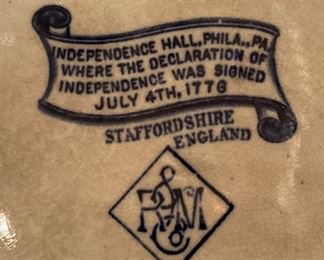 INDEPENDENCE HALL, PHILA., PA.
WHERE THE DECLARATION OF
INDEPENDENCE WAS SIGNED
JULY 4TH, 1776
STAFFORDSHIRE
ENGLAND
R & M
Co